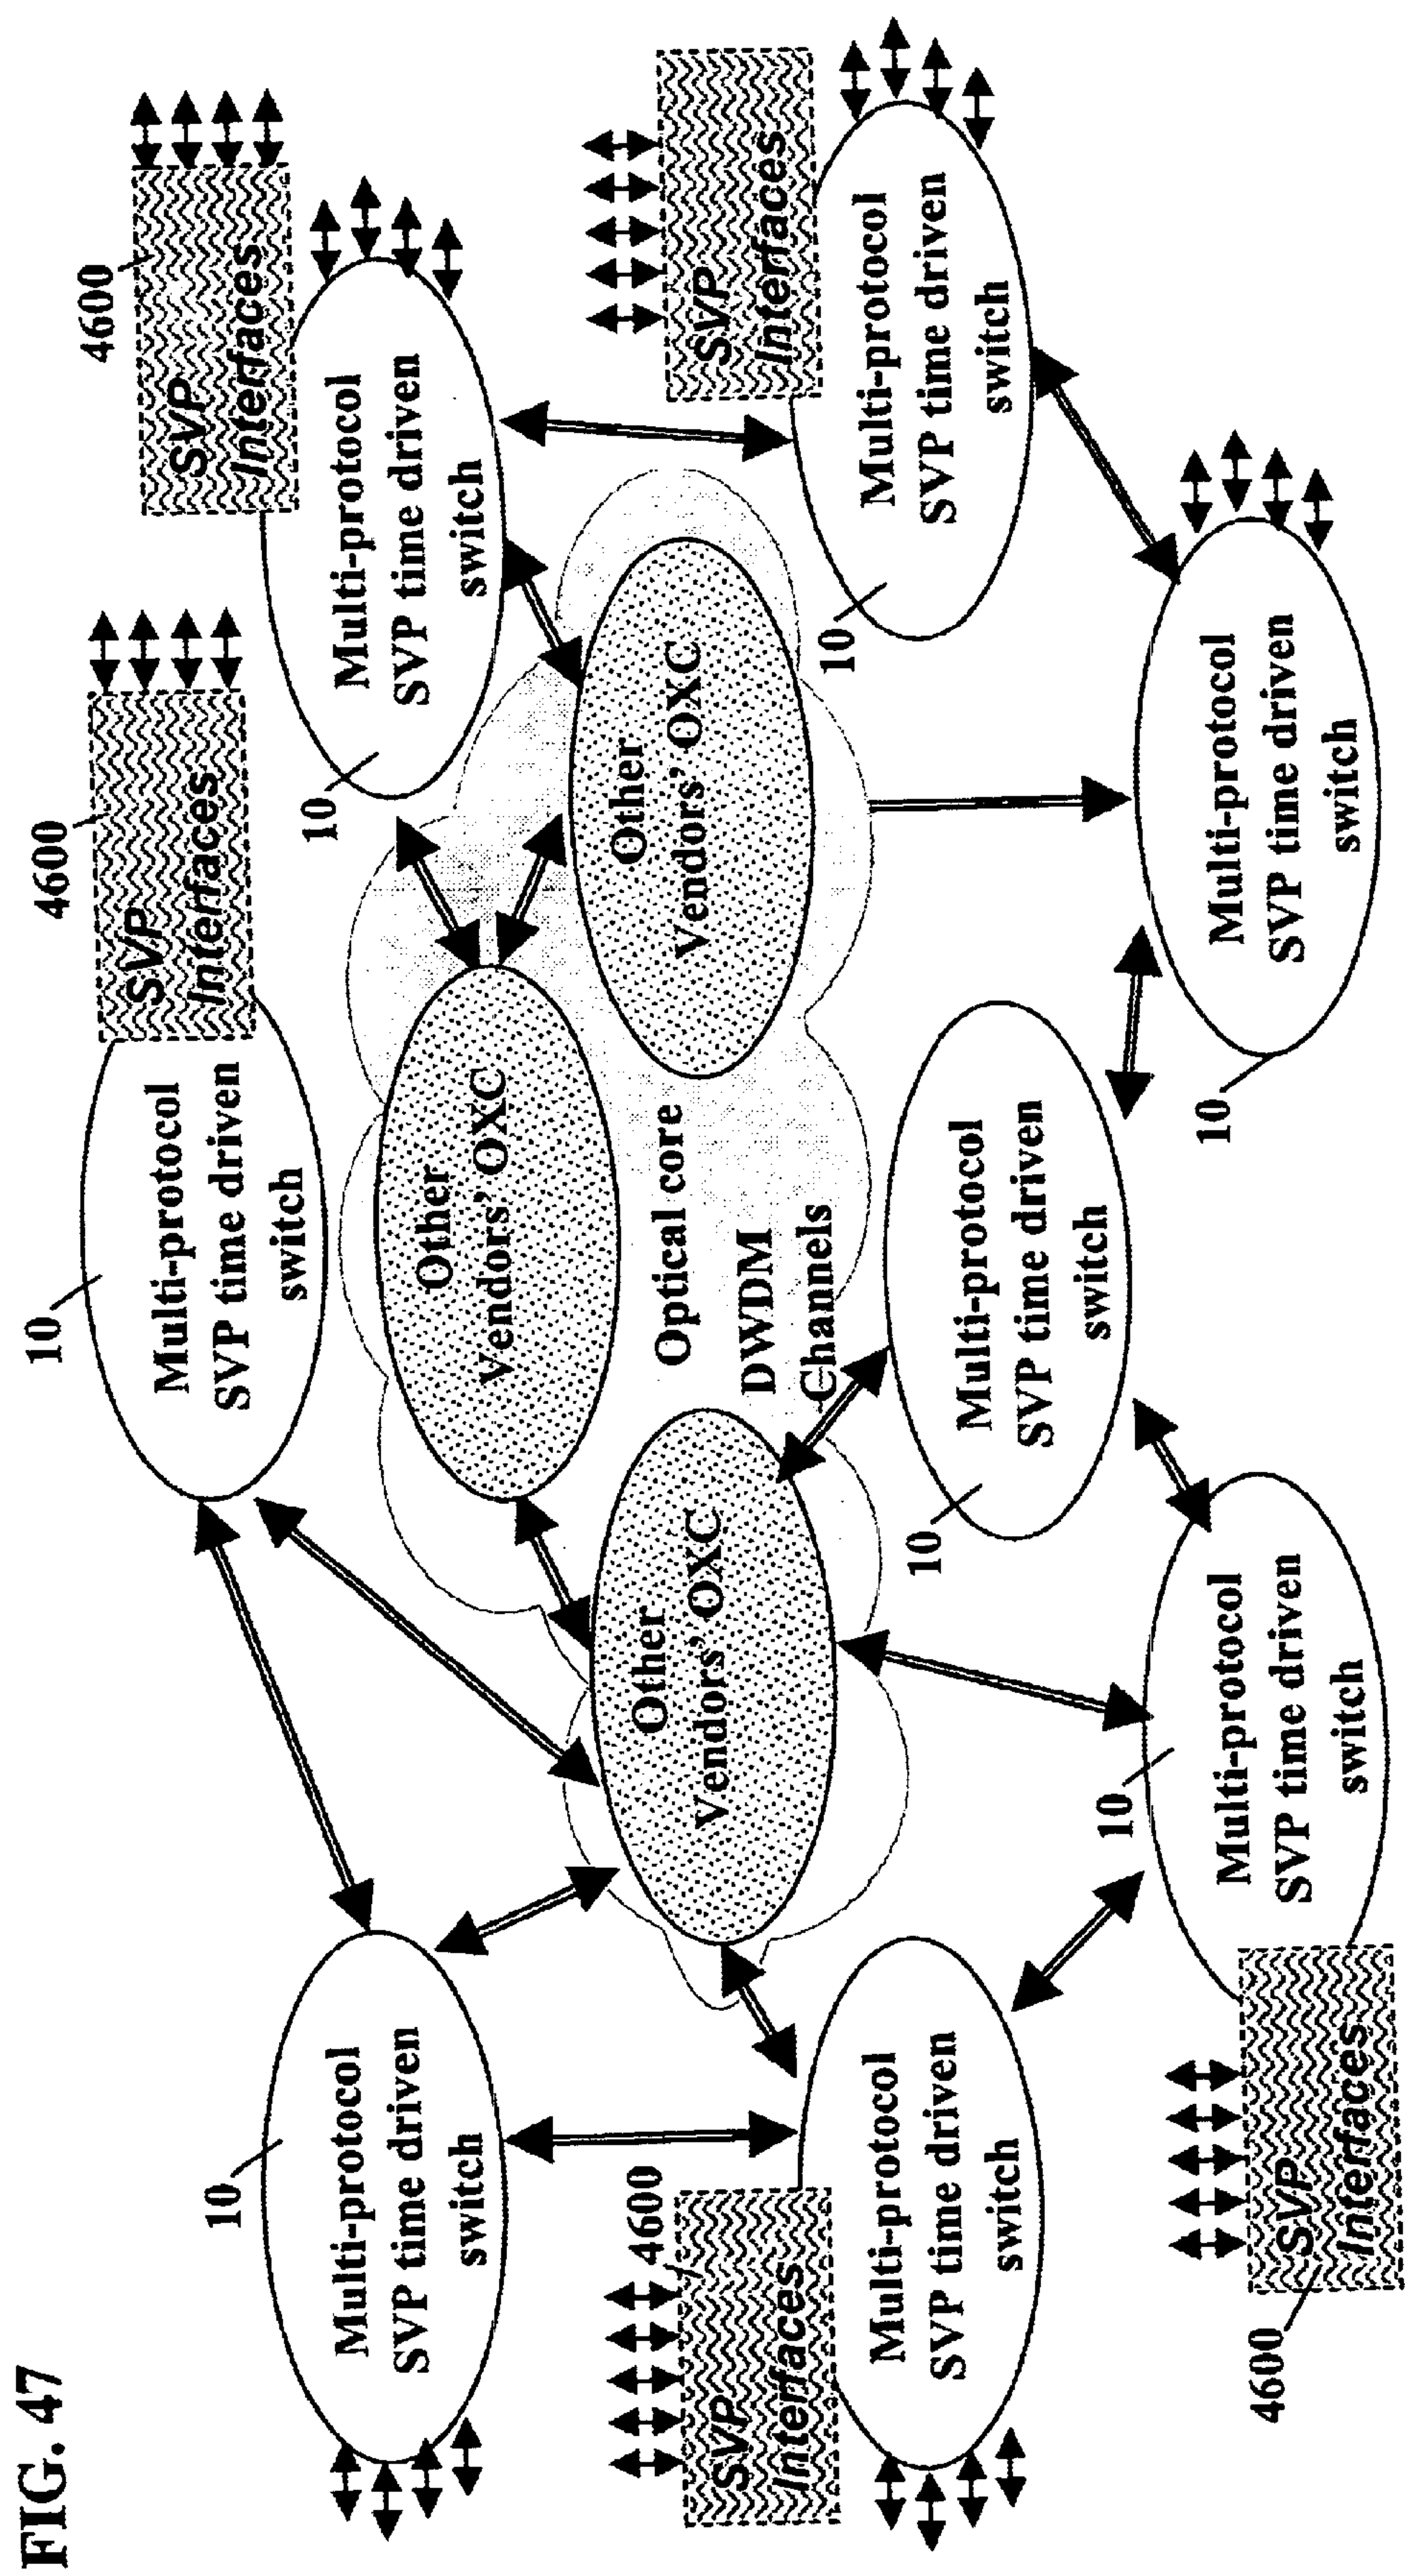 FIG. 47
10
4600
SVP
Interfaces
Multi-protocol
SVP time driven
switch
4600
SVP
Interfaces
10
Multi-protocol
SVP time driven
switch
10
Multi-protocol
SVP time driven
switch
Other
Vendors' OXC
Other
Vendors' OXC
Other
Vendors' OXC
Optical core
DWDM
Channels
4600
SVP
Interfaces
Multi-protocol
SVP time driven
switch
SVP
Interfaces
10
Multi-protocol
SVP time driven
switch
10
Multi-protocol
SVP time driven
switch
10
Multi-protocol
SVP time driven
switch
4600
SVP
Interfaces
10
Multi-protocol
SVP time driven
switch